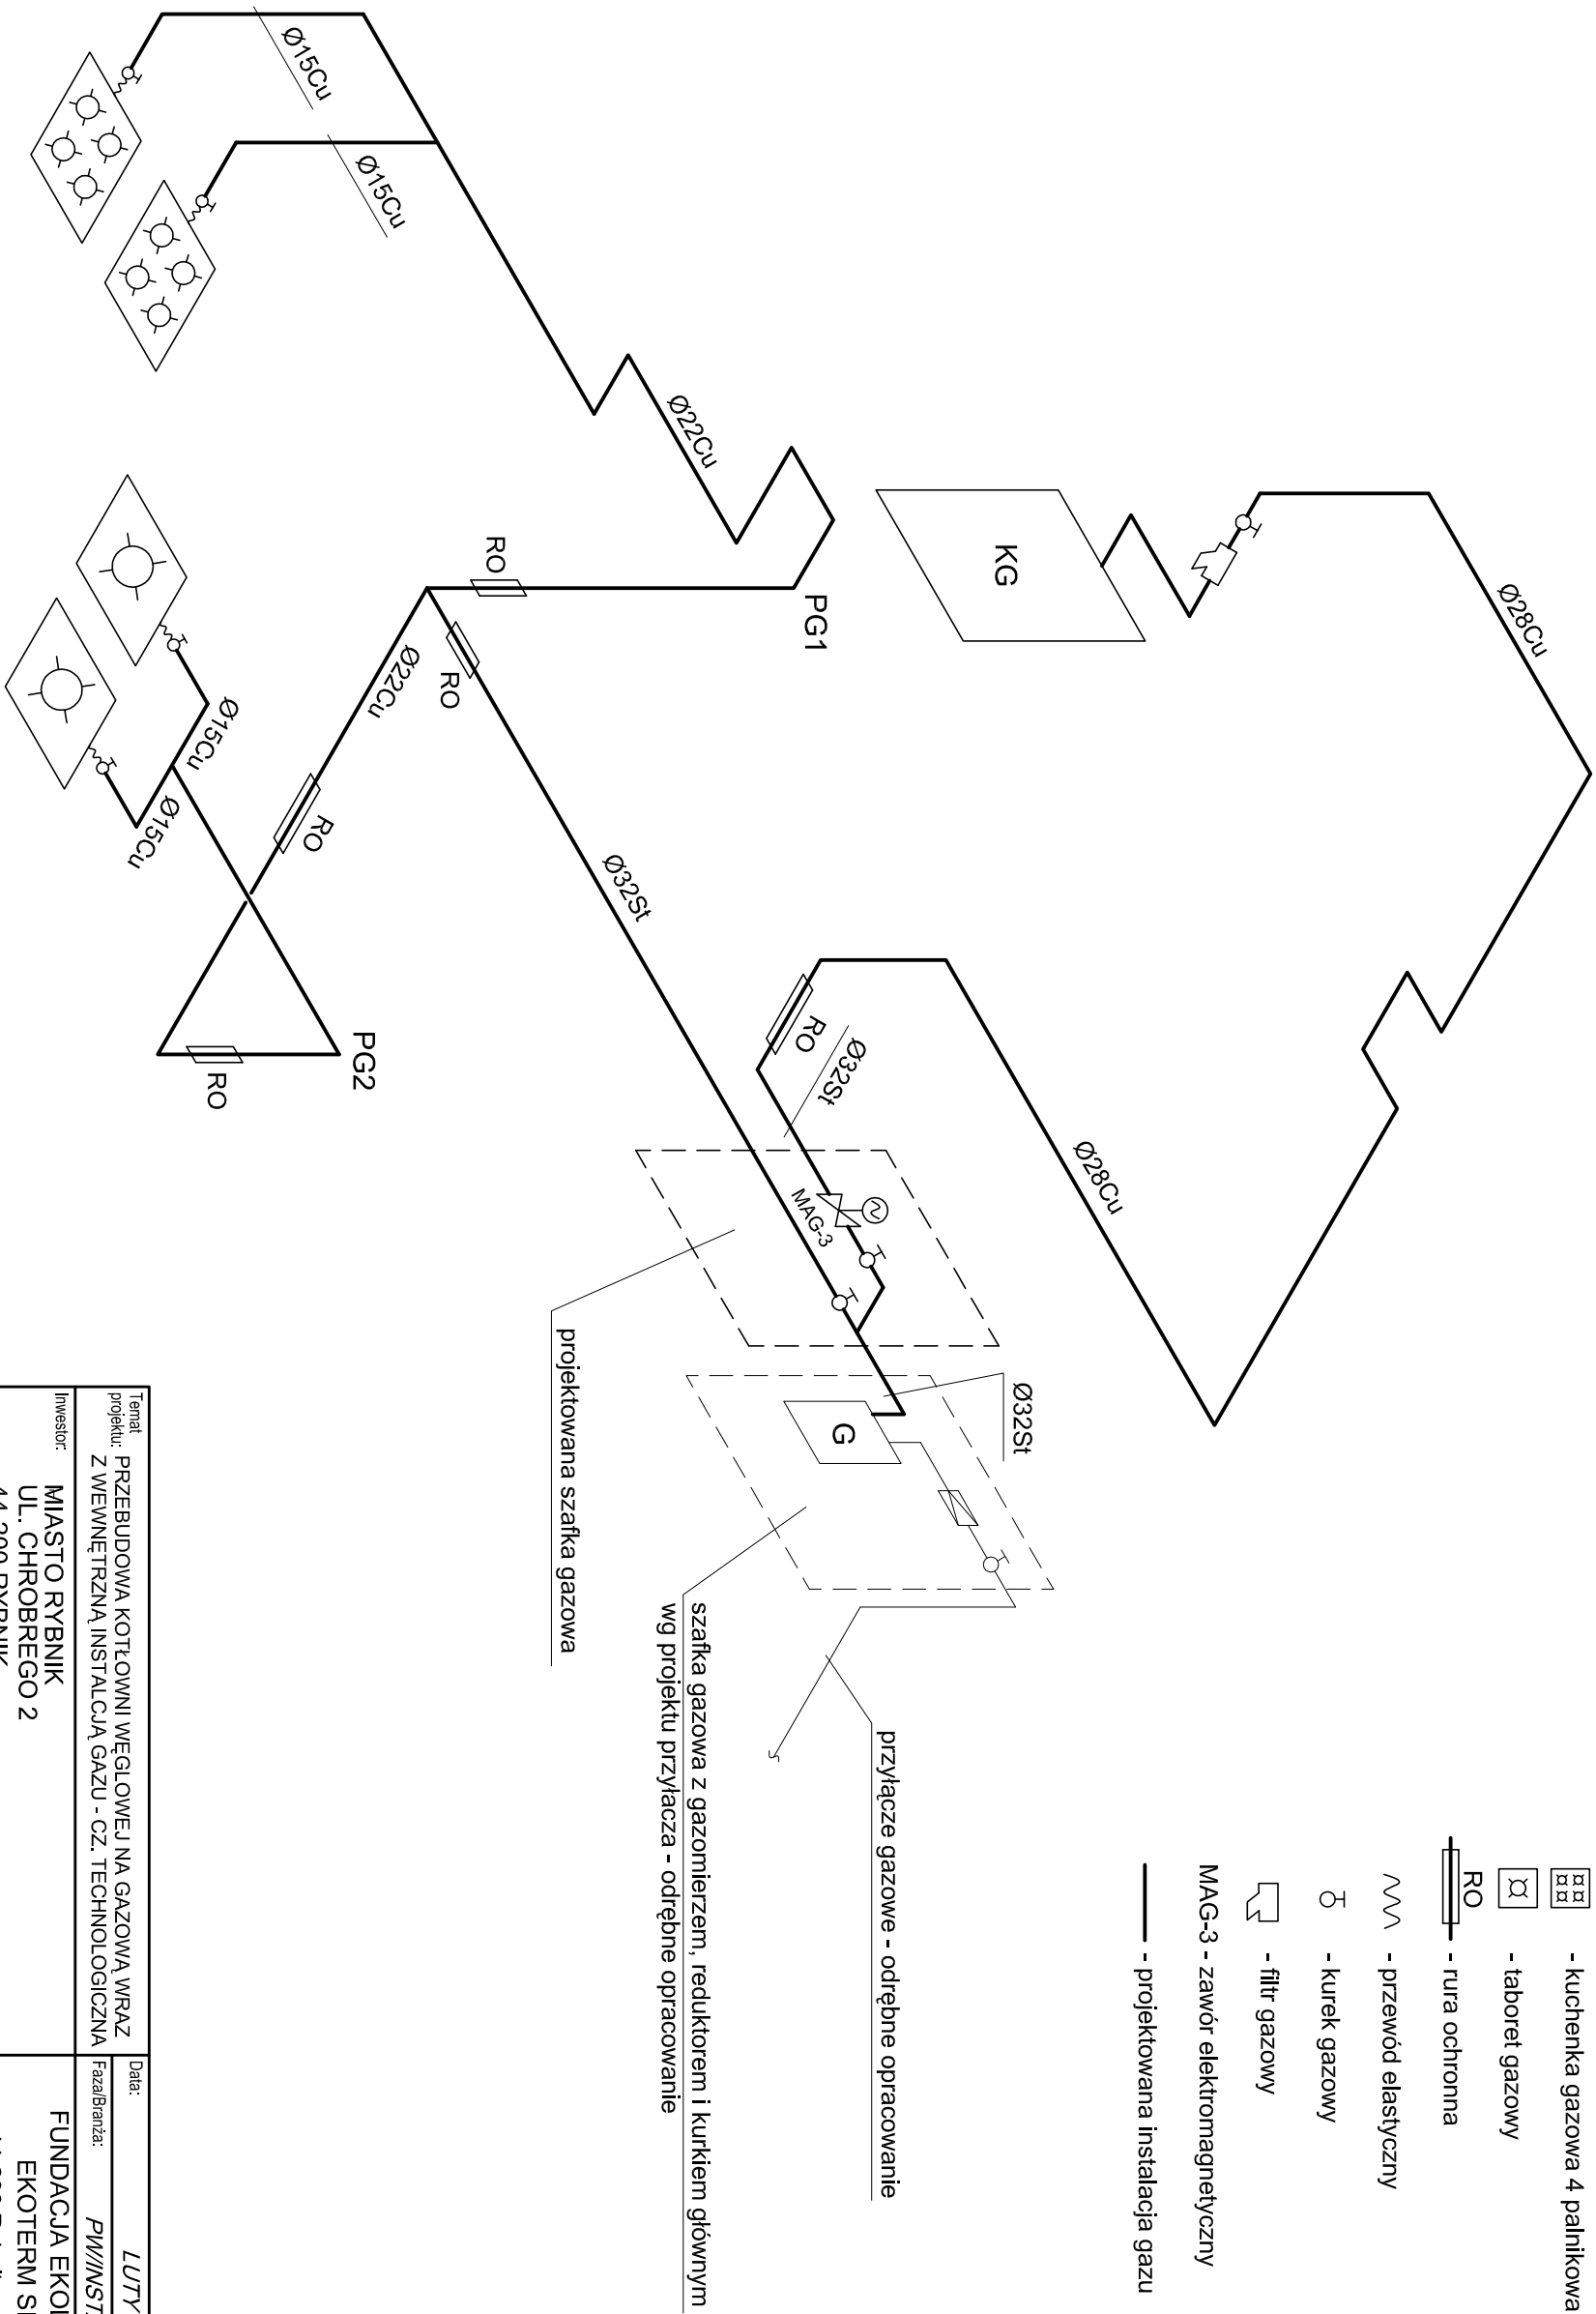 - kuchenka gazowa 4 palnikowa
- taboret gazowy
RO
- rura ochronna
- przewód elastyczny
- kurek gazowy
- filtr gazowy
MAG-3 - zawór elektromagnetyczny
- projektowana instalacja gazu
Ø15Cu
Ø15Cu
Ø22Cu
KG
Ø28Cu
PG1
RO
RO
Ø22Cu
Ø15Cu
Ø15Cu
RO
Ø32St
RO
Ø32St
PG2
RO
Ø28Cu
MAG-3
Ø32St
G
projektowana szafka gazowa
przyłącze gazowe - odrębne opracowanie
szafka gazowa z gazomierzem, reduktorem i kurkiem głównym
wg projektu przyłacza - odrębne opracowanie
Temat
projektu:
PRZEBUDOWA KOTŁOWNI WĘGLOWEJ NA GAZOWĄ WRAZ
Z WEWNĘTRZNĄ INSTALCJĄ GAZU - CZ. TECHNOLOGICZNA
Inwestor:
MIASTO RYBNIK
UL. CHROBREGO 2
Data:
LUTY
Faza/Branża:
PW/INST.
FUNDACJA
EKOTERM